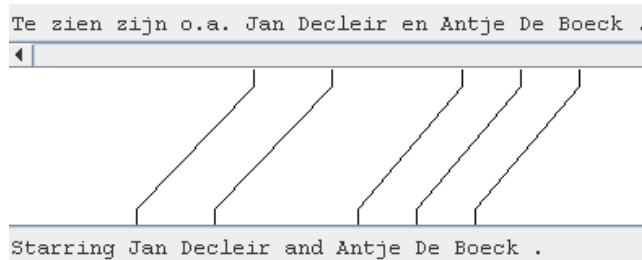 Te zien zijn o.a. Jan Decleir en Antje De Boeck .
Starring Jan Decleir and Antje De Boeck .